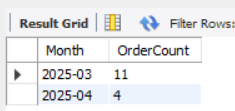 Result Grid Filter Rows:
Month OrderCount
2025-03 11
2025-04 4